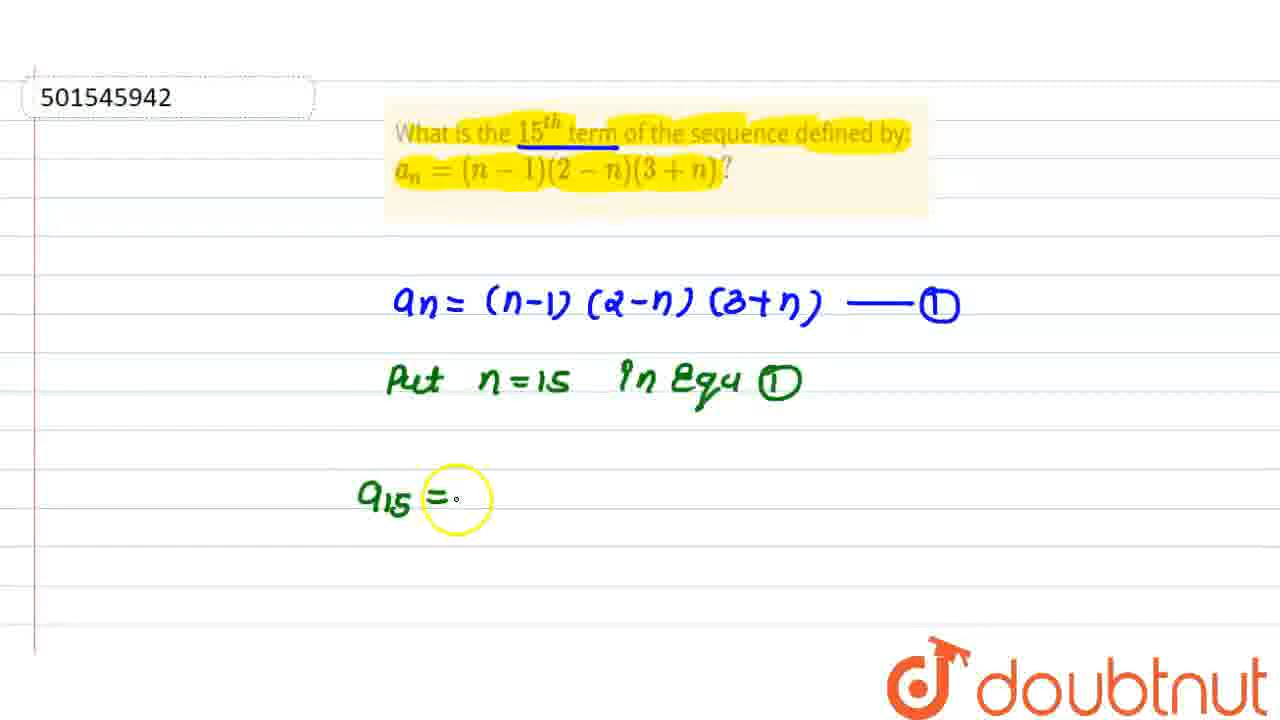 501545942
What is the 15^{th} term of the sequence defined by:
a_n = (n − 1)(2 − n)(3 + n)?
an = (n-1) (2-n) (3+n) —— ①
Put n=15 In Equ ①
a15 =
doubtnut